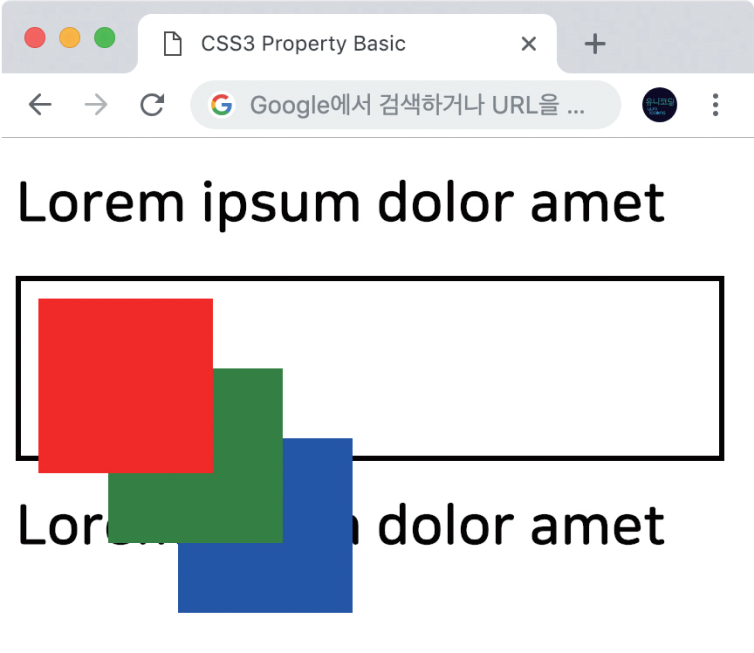 CSS3 Property Basic
Google에서 검색하거나 URL을 ...
Lorem ipsum dolor amet
Lorem dolor amet